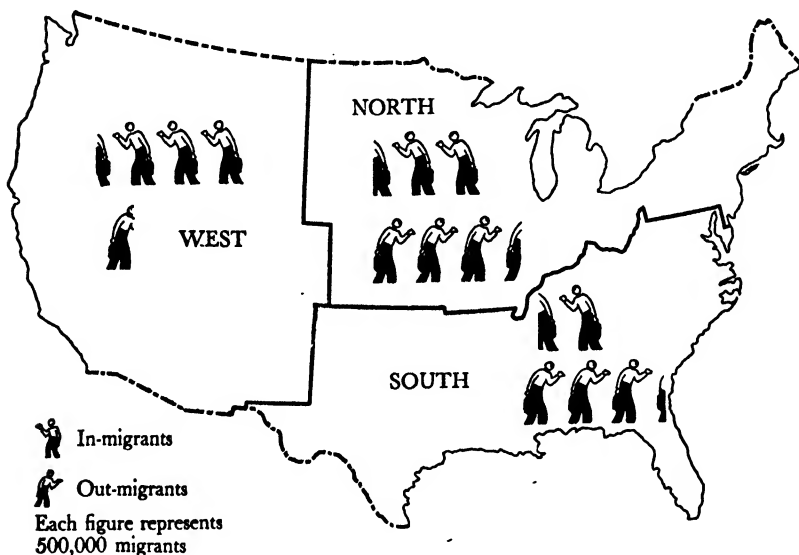 NORTH
WEST
SOUTH
In-migrants
Out-migrants
Each figure represents
500,000 migrants